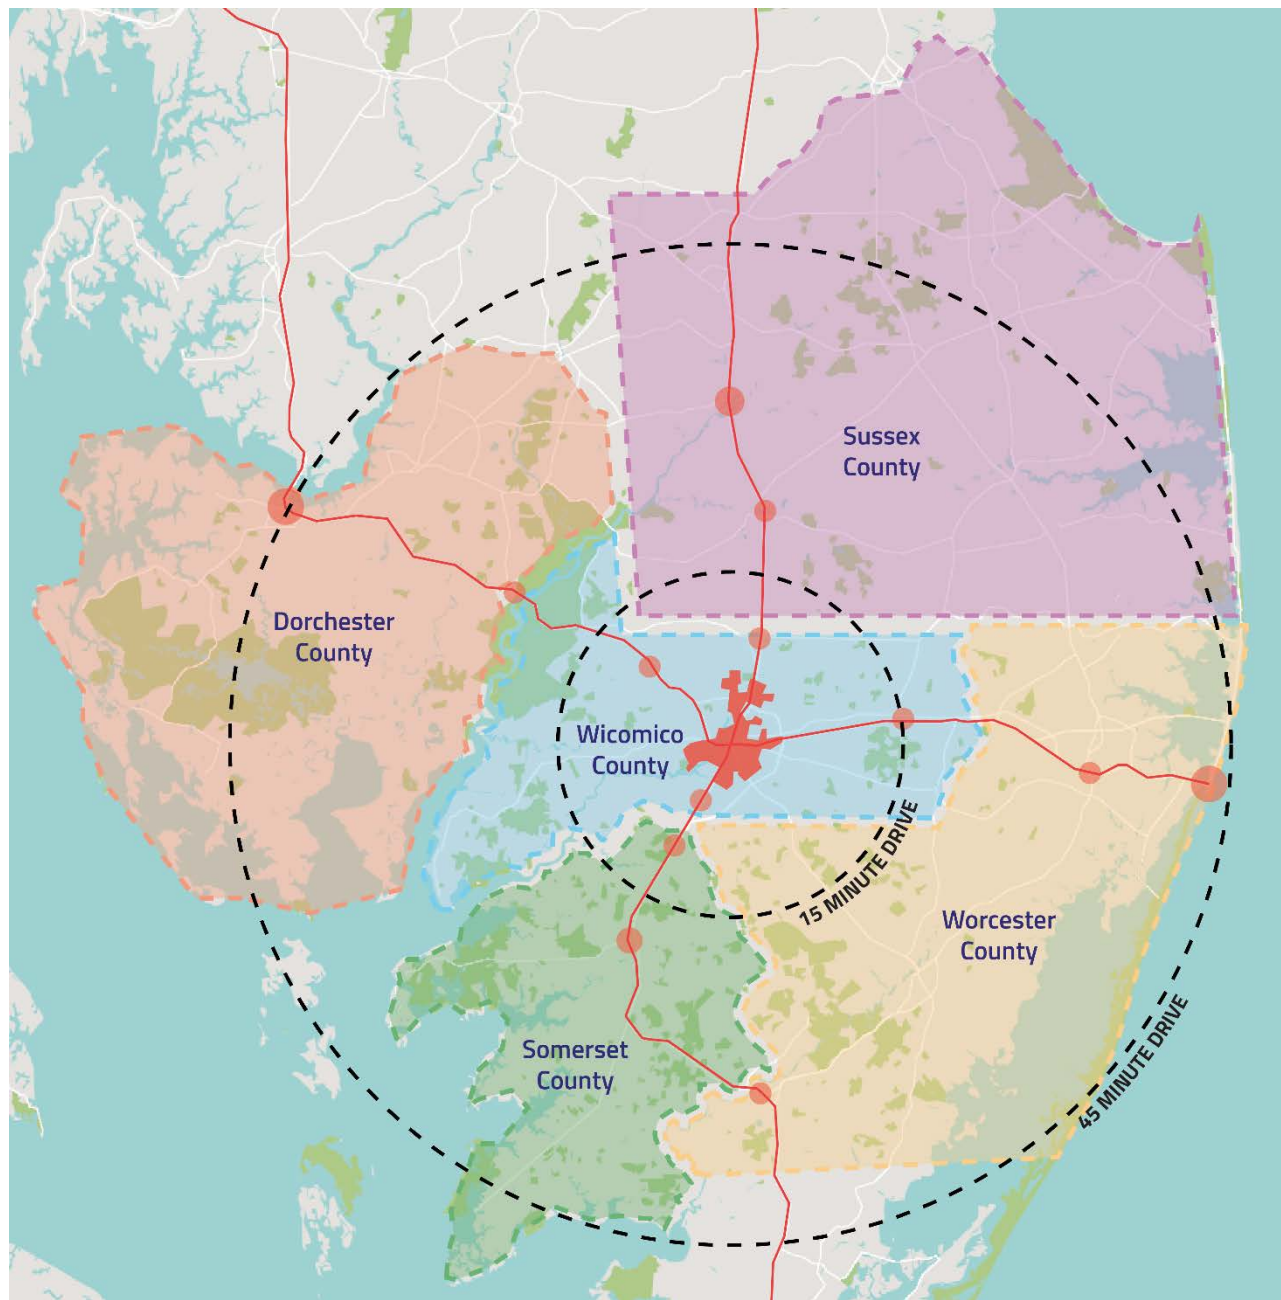 Sussex
County
Dorchester
County
Wicomico
County
15 MINUTE DRIVE
Worcester
County
Somerset
County
45 MINUTE DRIVE